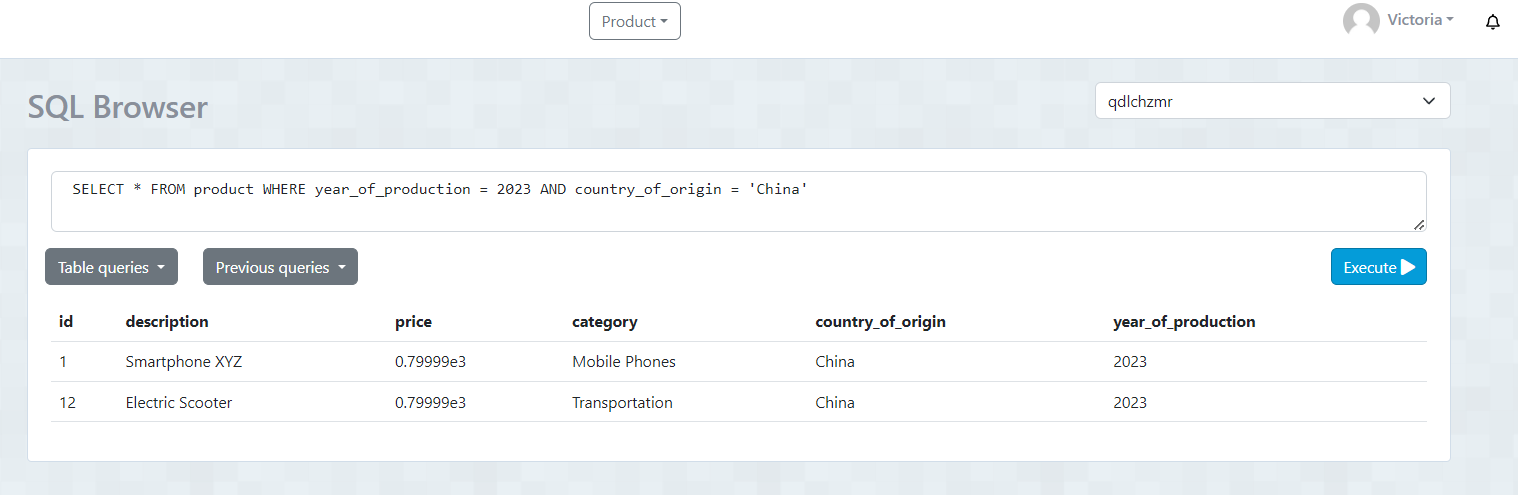 Product
Victoria
SQL Browser
qdlchzmr
SELECT * FROM product WHERE year_of_production = 2023 AND country_of_origin = 'China'
Table queries
Previous queries
Execute
id description price category country_of_origin year_of_production
1 Smartphone XYZ 0.79999e3 Mobile Phones China 2023
12 Electric Scooter 0.79999e3 Transportation China 2023